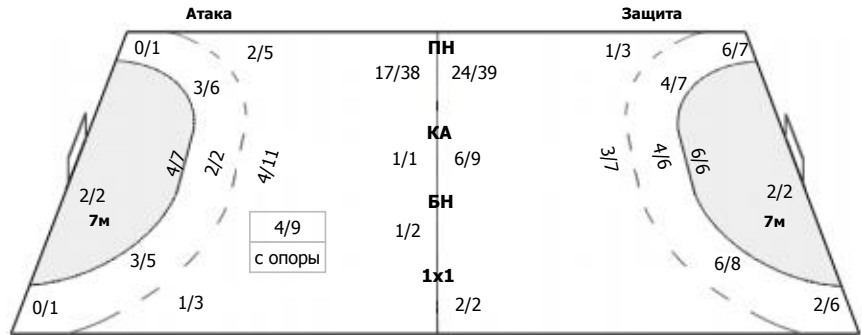 Атака
Защита
0/1
2/5
ПН
1/3
6/7
17/38
24/39
3/6
4/7
КА
4/7
2/2
4/11
1/1
6/9
3/7
4/6
6/6
2/2
7м
БН
2/2
7м
4/9
1/2
с опоры
3/5
6/8
1x1
0/1
1/3
2/2
2/6